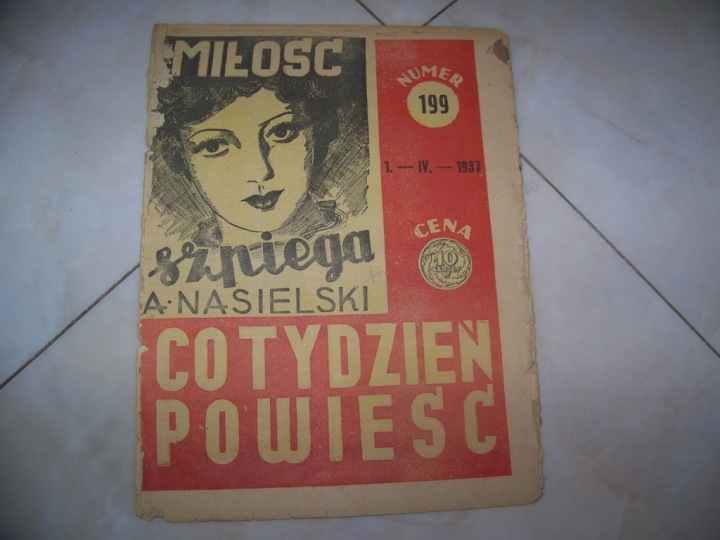 MIŁOŚĆ
szpiega
A. NASIELSKI
NUMER
199
1. — IV. — 1937
CENA
10
CO TYDZIEŃ
POWIEŚĆ